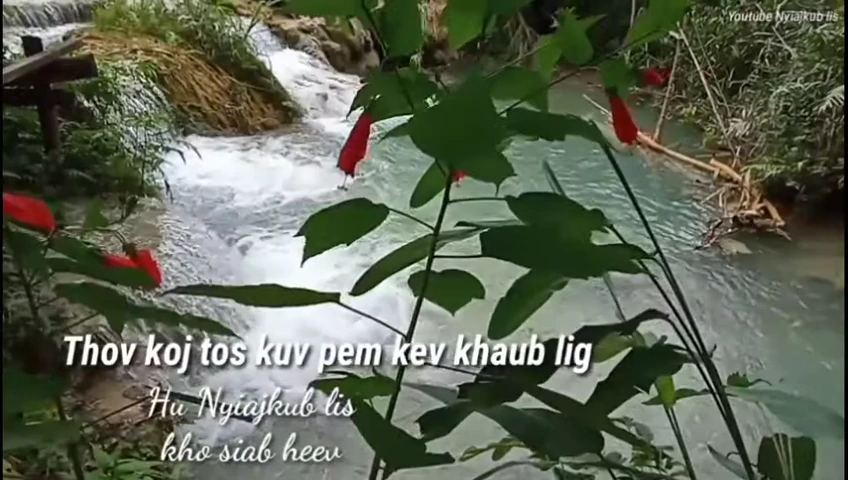 YouTube Nyiajkub lis
Thov koj tos kuv pem kev khaub lig
Hu Nyiajkub lis
kho siab heev